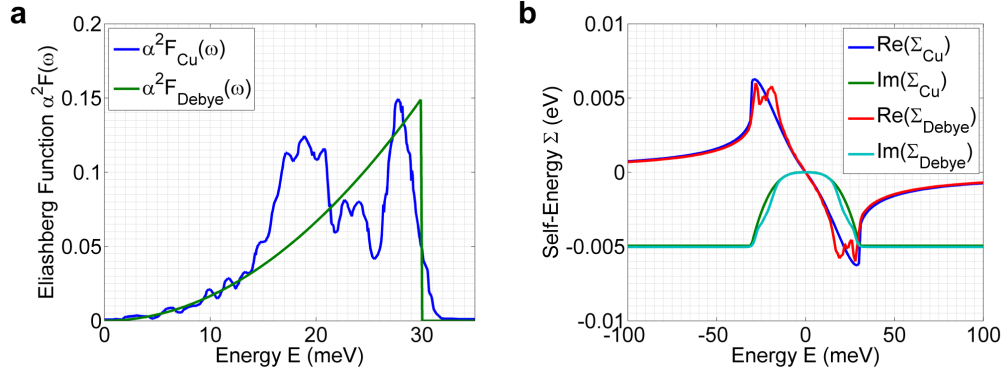 a
0.2
0.15
0.1
0.05
0
0
10
20
30
Energy E (meV)
Eliashberg Function α²F(ω)
α²F_Cu(ω)
α²F_Debye(ω)
b
0.01
0.005
0
-0.005
-0.01
-100
-50
0
50
100
Energy E (meV)
Self-Energy Σ (eV)
Re(Σ_Cu)
Im(Σ_Cu)
Re(Σ_Debye)
Im(Σ_Debye)